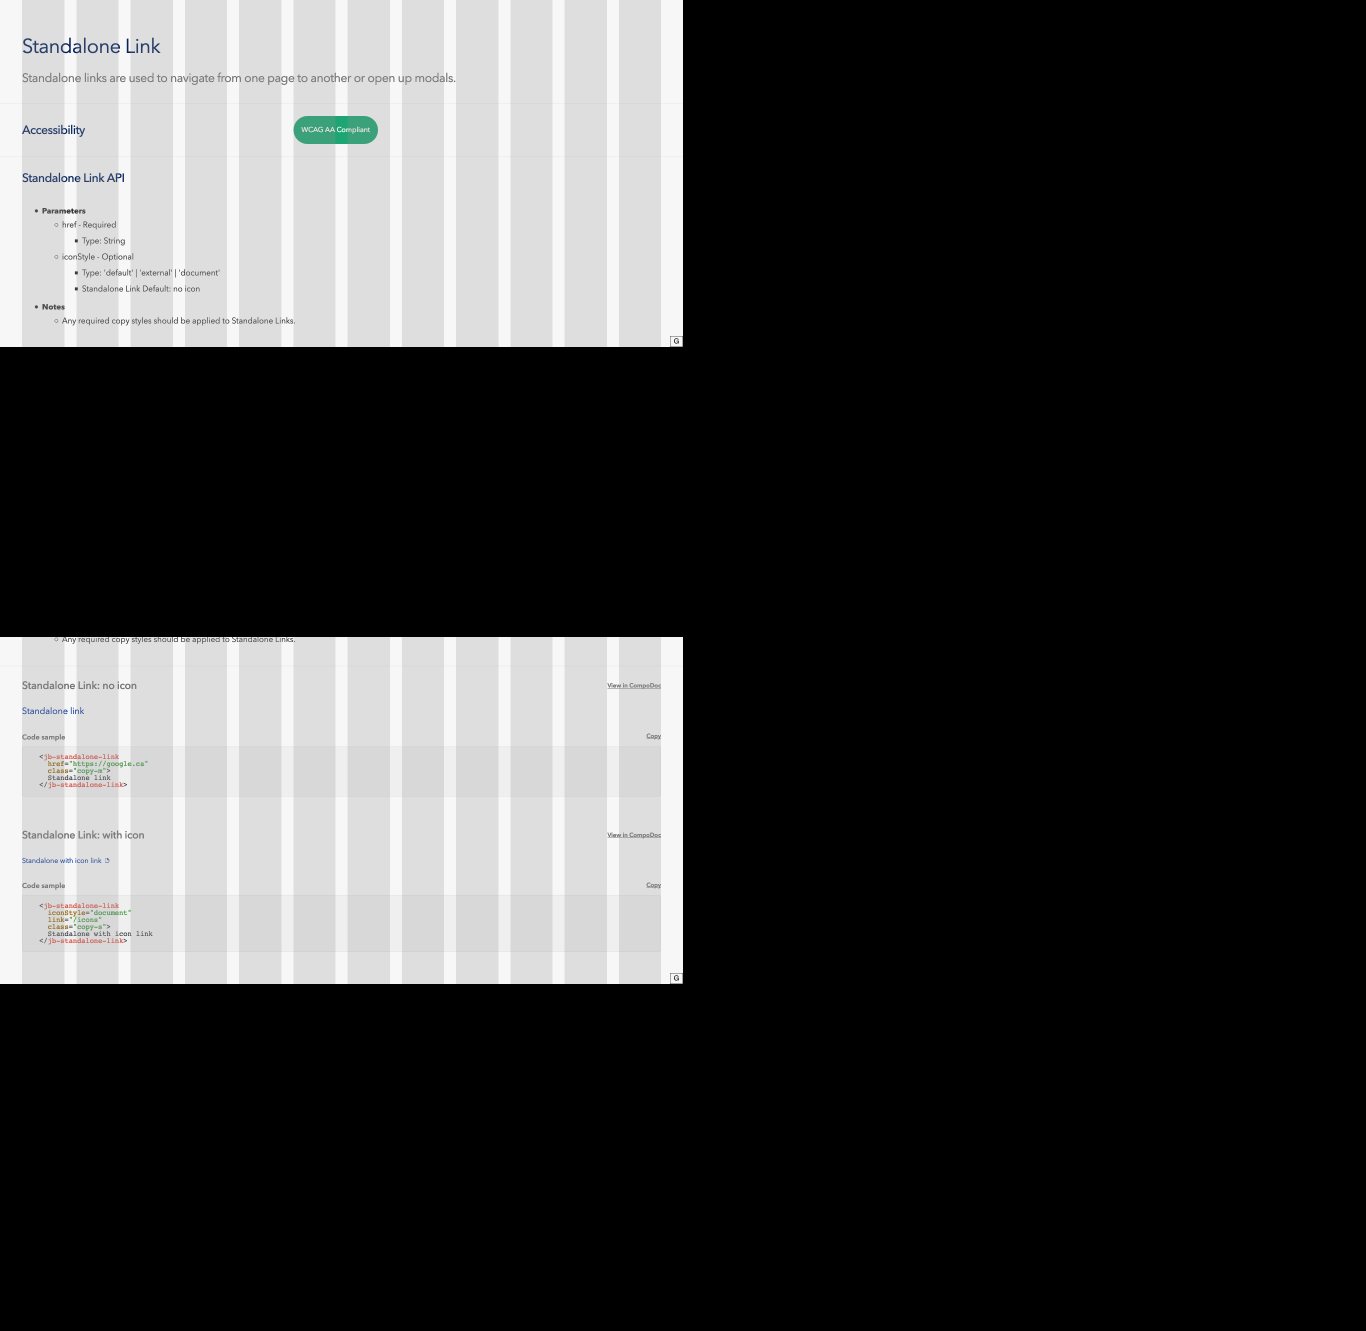 Standalone Link
Standalone links are used to navigate from one page to another or open up modals.
Accessibility
WCAG AA Compliant
Standalone Link API
Parameters
href - Required
Type: String
iconStyle - Optional
Type: 'default' | 'external' | 'document'
Standalone Link Default: no icon
Notes
Any required copy styles should be applied to Standalone Links.
G
Any required copy styles should be applied to Standalone Links.
Standalone Link: no icon
View in CompoDoc
Standalone link
Code sample
Copy
<jb-standalone-link
href="https://google.ca"
class="copy-m">
Standalone link
</jb-standalone-link>
Standalone Link: with icon
View in CompoDoc
Standalone with icon link
Code sample
Copy
<jb-standalone-link
iconStyle="document"
link="/icons"
class="copy-s">
Standalone with icon link
</jb-standalone-link>
G